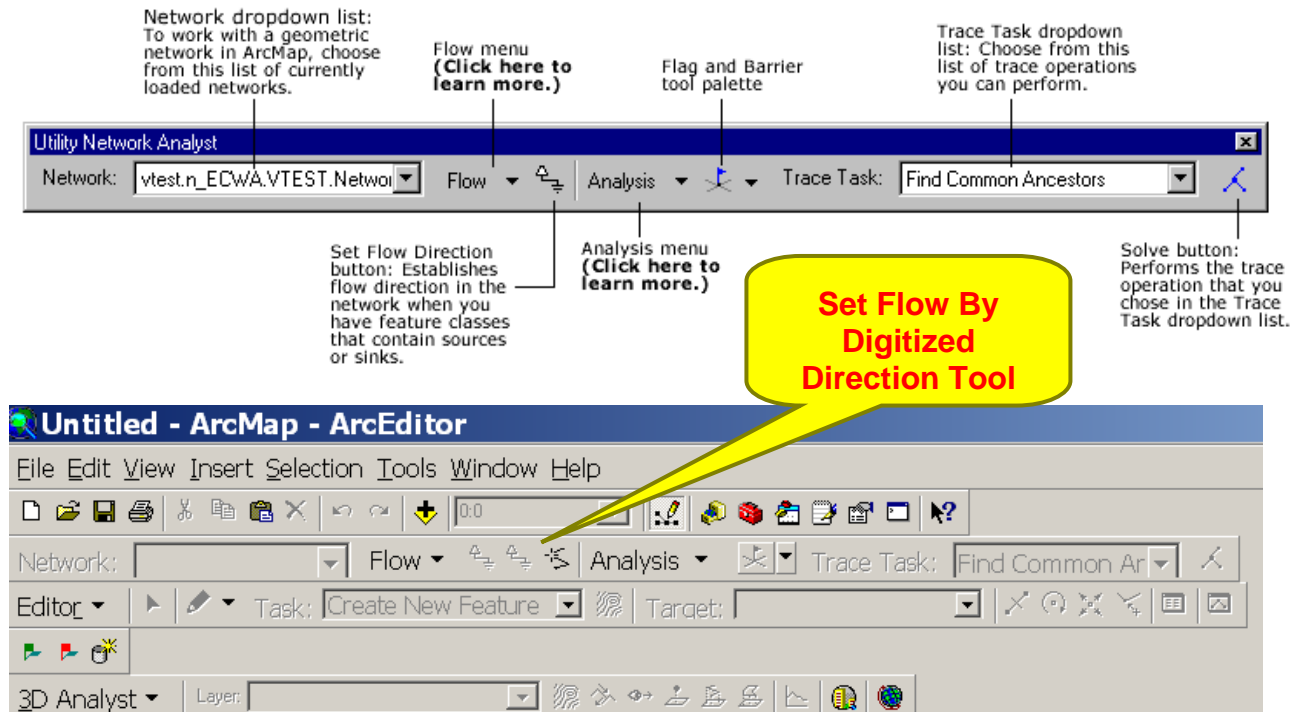 Network dropdown list:
To work with a geometric
network in ArcMap, choose
from this list of currently
loaded networks.
Flow menu
(Click here to
learn more.)
Flag and Barrier
tool palette
Trace Task dropdown
list: Choose from this
list of trace operations
you can perform.
Utility Network Analyst
Network: vtest.n_ECWA.VTEST.Networ Flow Analysis Trace Task: Find Common Ancestors
Set Flow Direction
button: Establishes
flow direction in the
network when you
have feature classes
that contain sources
or sinks.
Analysis menu
(Click here to
learn more.)
Solve button:
Performs the trace
operation that you
chose in the Trace
Task dropdown list.
Set Flow By
Digitized
Direction Tool
Untitled - ArcMap - ArcEditor
File Edit View Insert Selection Tools Window Help
0:0
Network: Flow Analysis Trace Task: Find Common Ar
Editor Task: Create New Feature Target:
3D Analyst Layer: